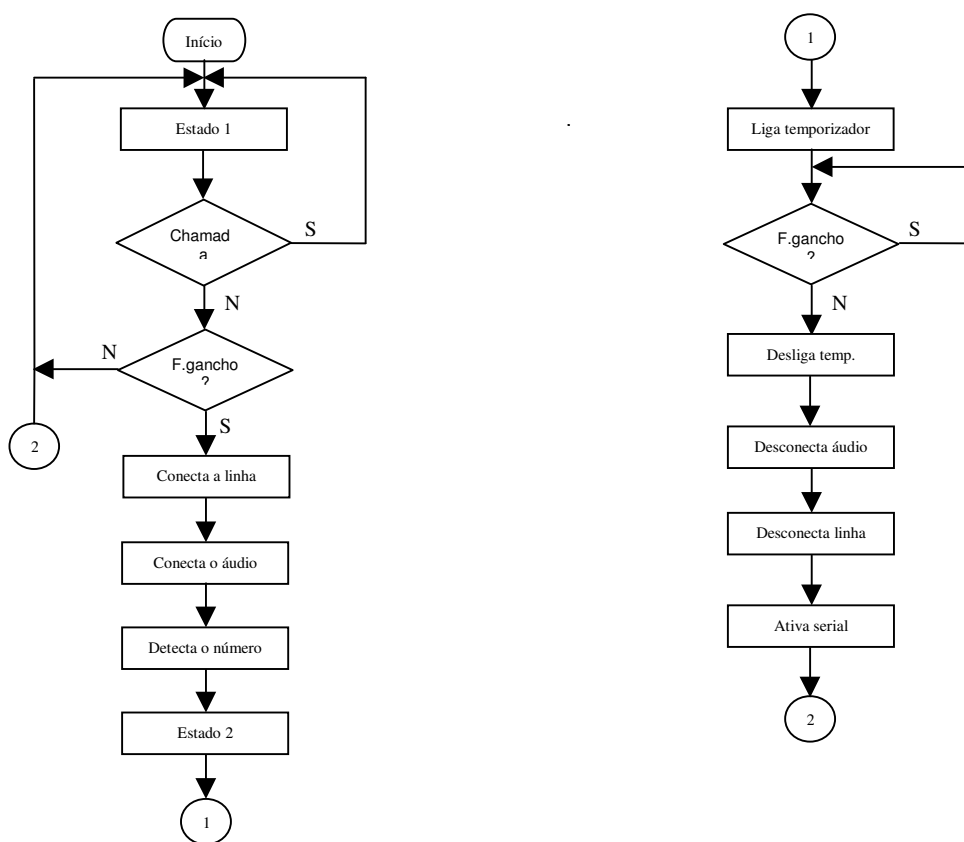 Início
Estado 1
Chamad
a
S
N
F.gancho
?
N
S
2
Conecta a linha
Conecta o áudio
Detecta o número
Estado 2
1
1
Liga temporizador
F.gancho
?
S
N
Desliga temp.
Desconecta áudio
Desconecta linha
Ativa serial
2